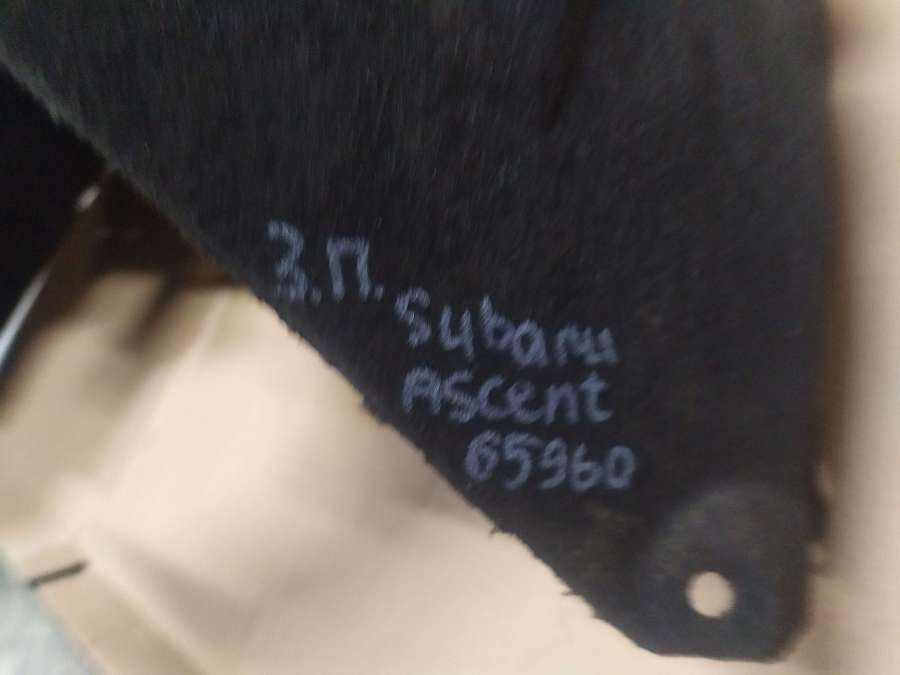 З.П.
Subaru
Ascent
65960